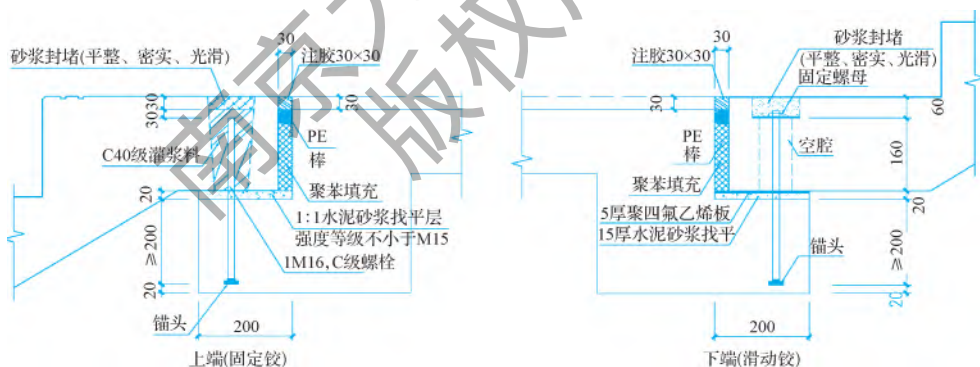 30
砂浆封堵(平整、密实、光滑)
注胶30×30
30
30
30
PE
棒
C40级灌浆料
聚苯填充
20
1:1水泥砂浆找平层
强度等级不小于M15
≥200
1M16,C级螺栓
20
锚头
200
上端(固定铰)
30
砂浆封堵
(平整、密实、光滑)
注胶30×30
固定螺母
30
60
PE
棒
空腔
160
聚苯填充
5厚聚四氟乙烯板
20
15厚水泥砂浆找平
锚头
≥200
20
200
下端(滑动铰)
南京大
版权